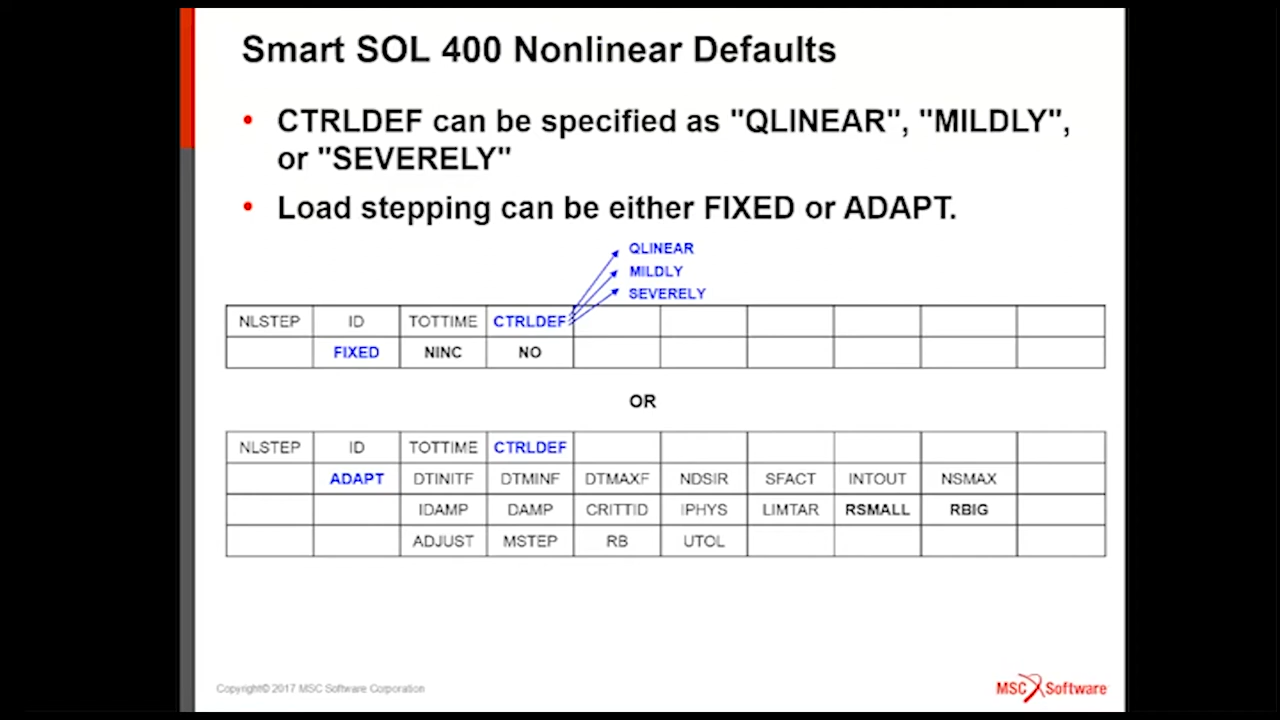 Smart SOL 400 Nonlinear Defaults
• CTRLDEF can be specified as "QLINEAR", "MILDLY",
or "SEVERELY"
• Load stepping can be either FIXED or ADAPT.
QLINEAR
MILDLY
SEVERELY
NLSTEP ID TOTTIME CTRLDEF
FIXED NINC NO
OR
NLSTEP ID TOTTIME CTRLDEF
ADAPT DTINITF DTMINF DTMAXF NDSIR SFACT INTOUT NSMAX
IDAMP DAMP CRITTID IPHYS LIMTAR RSMALL RBIG
ADJUST MSTEP RB UTOL
Copyright© 2017 MSC Software Corporation
MSC Software